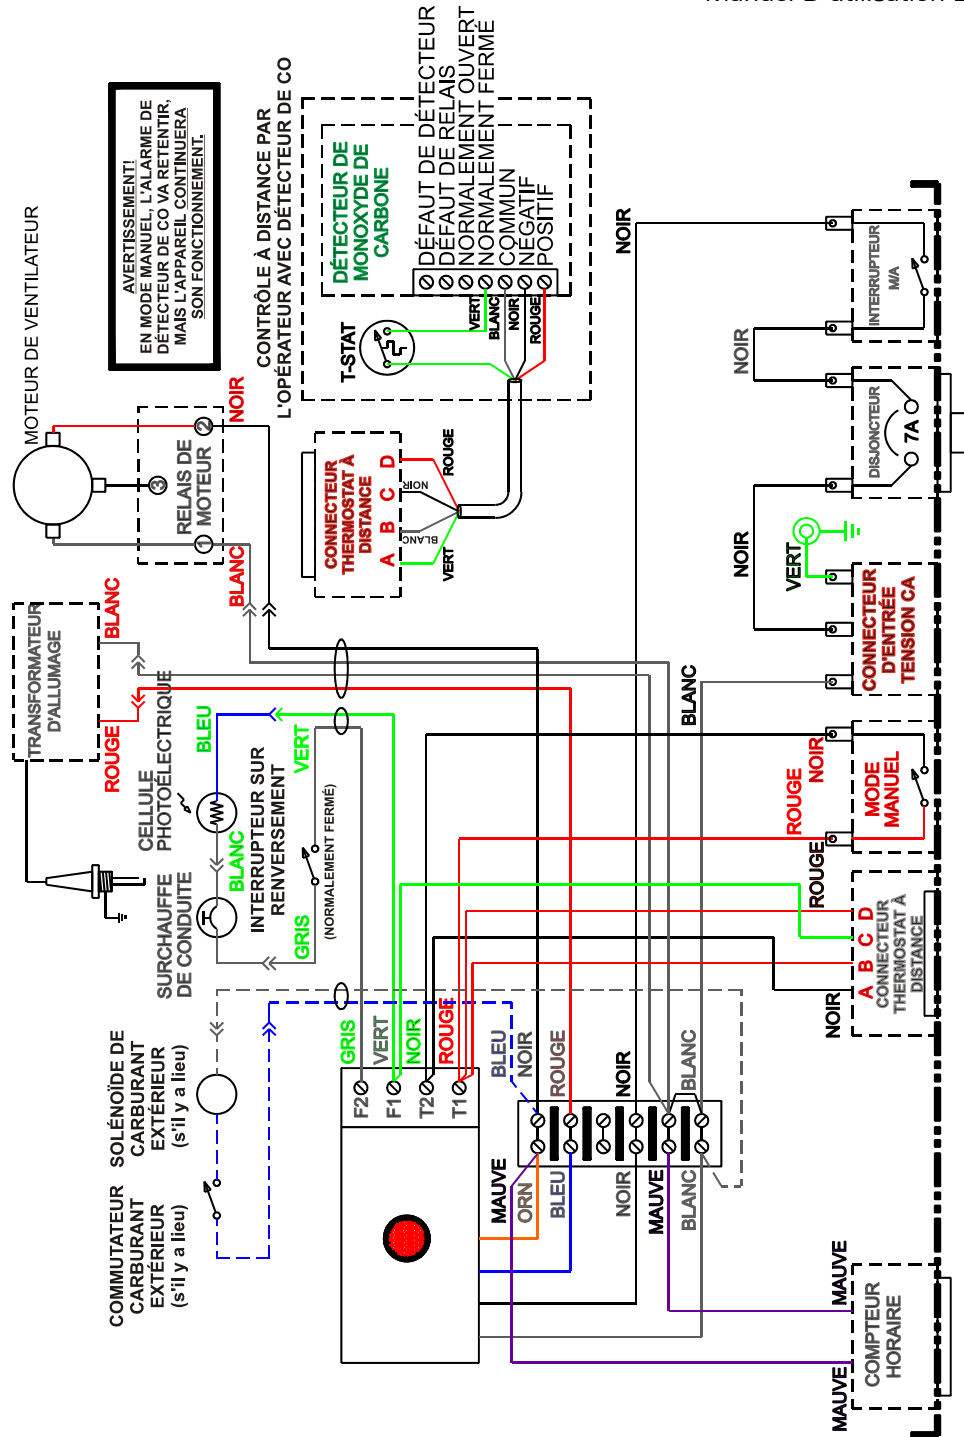 MOTEUR DE VENTILATEUR
AVERTISSEMENT!
EN MODE MANUEL, L'ALARME DE
DÉTECTEUR DE CO VA RETENTIR,
MAIS L'APPAREIL CONTINUERA
SON FONCTIONNEMENT.
CONTRÔLE À DISTANCE PAR
L'OPÉRATEUR AVEC DÉTECTEUR DE CO
DÉTECTEUR DE
MONOXYDE DE
CARBONE
DÉFAUT DE DÉTECTEUR
DÉFAUT DE RELAIS
NORMALEMENT OUVERT
NORMALEMENT FERMÉ
COMMUN
NÉGATIF
POSITIF
T-STAT
VERT
BLANC
NOIR
ROUGE
RELAIS DE
MOTEUR
1
2
3
NOIR
BLANC
CONNECTEUR
THERMOSTAT À
DISTANCE
A
B
C
D
VERT
BLANC
NOIR
ROUGE
TRANSFORMATEUR
D'ALLUMAGE
BLANC
ROUGE
CELLULE
PHOTOÉLECTRIQUE
BLEU
BLANC
SURCHAUFFE
DE CONDUITE
INTERRUPTEUR SUR
RENVERSEMENT
VERT
GRIS
(NORMALEMENT FERMÉ)
SOLÉNOÏDE DE
CARBURANT
EXTÉRIEUR
(s'il y a lieu)
COMMUTATEUR
CARBURANT
EXTÉRIEUR
(s'il y a lieu)
GRIS
VERT
NOIR
ROUGE
F2
F1
T2
T1
BLEU
NOIR
ROUGE
NOIR
BLANC
MAUVE
ORN
BLEU
NOIR
MAUVE
BLANC
NOIR
INTERRUPTEUR
M/A
NOIR
DISJONCTEUR
7A
NOIR
VERT
CONNECTEUR
D'ENTRÉE
TENSION CA
BLANC
NOIR
ROUGE
MODE
MANUEL
ROUGE
A
B
C
D
CONNECTEUR
THERMOSTAT À
DISTANCE
NOIR
MAUVE
MAUVE
COMPTEUR
HORAIRE